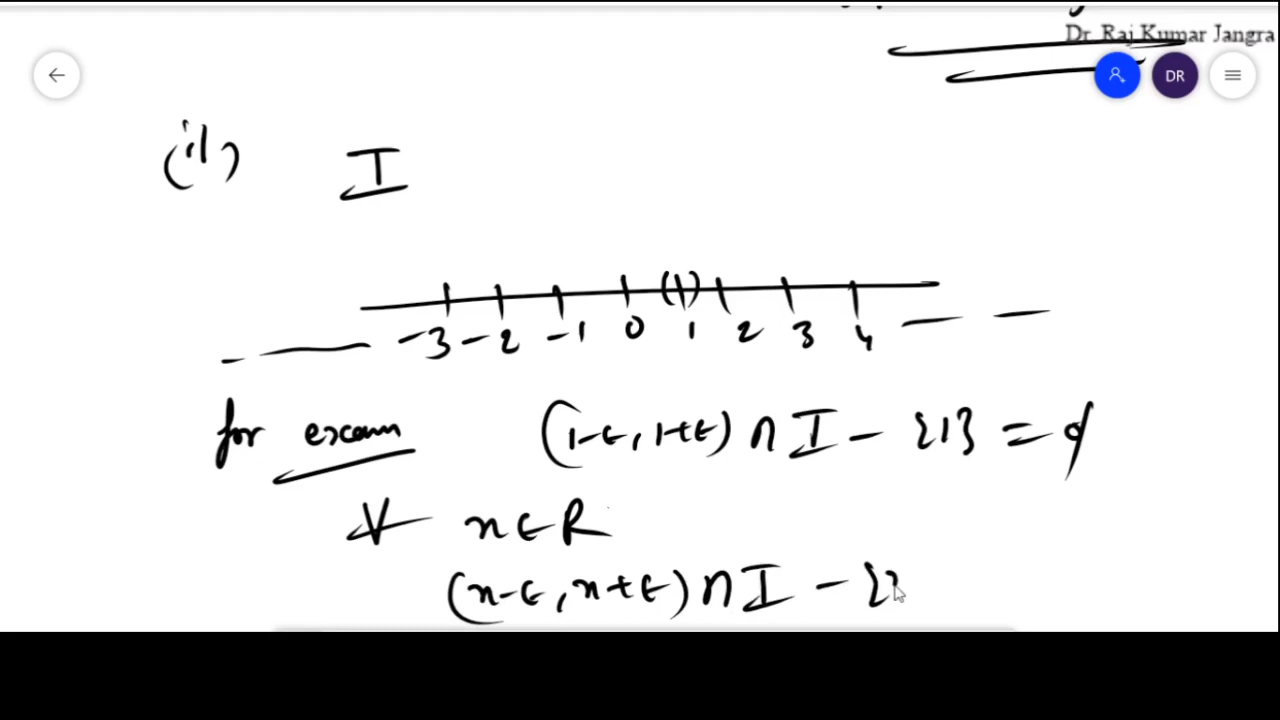 Dr. Raj Kumar Jangra
DR
(ii) I
-3 -2 -1 0 (1) 1 2 3 4
for exam (1-ϵ, 1+ϵ) ∩ I - {1} = ϕ
∀ x ∈ R
(x-ϵ, x+ϵ) ∩ I - {